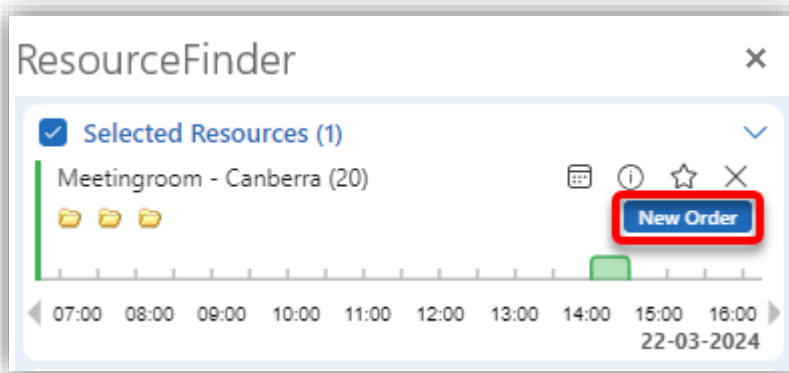 ResourceFinder
Selected Resources (1)
Meetingroom - Canberra (20)
New Order
07:00 08:00 09:00 10:00 11:00 12:00 13:00 14:00 15:00 16:00
22-03-2024